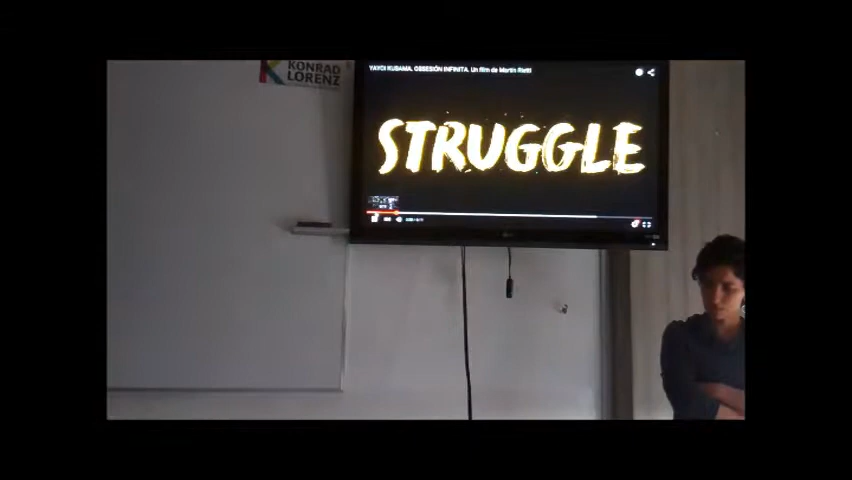 KONRAD
LORENZ
YAYOI KUSAMA. OBSESIÓN INFINITA. Un film de Martín Rietti
STRUGGLE